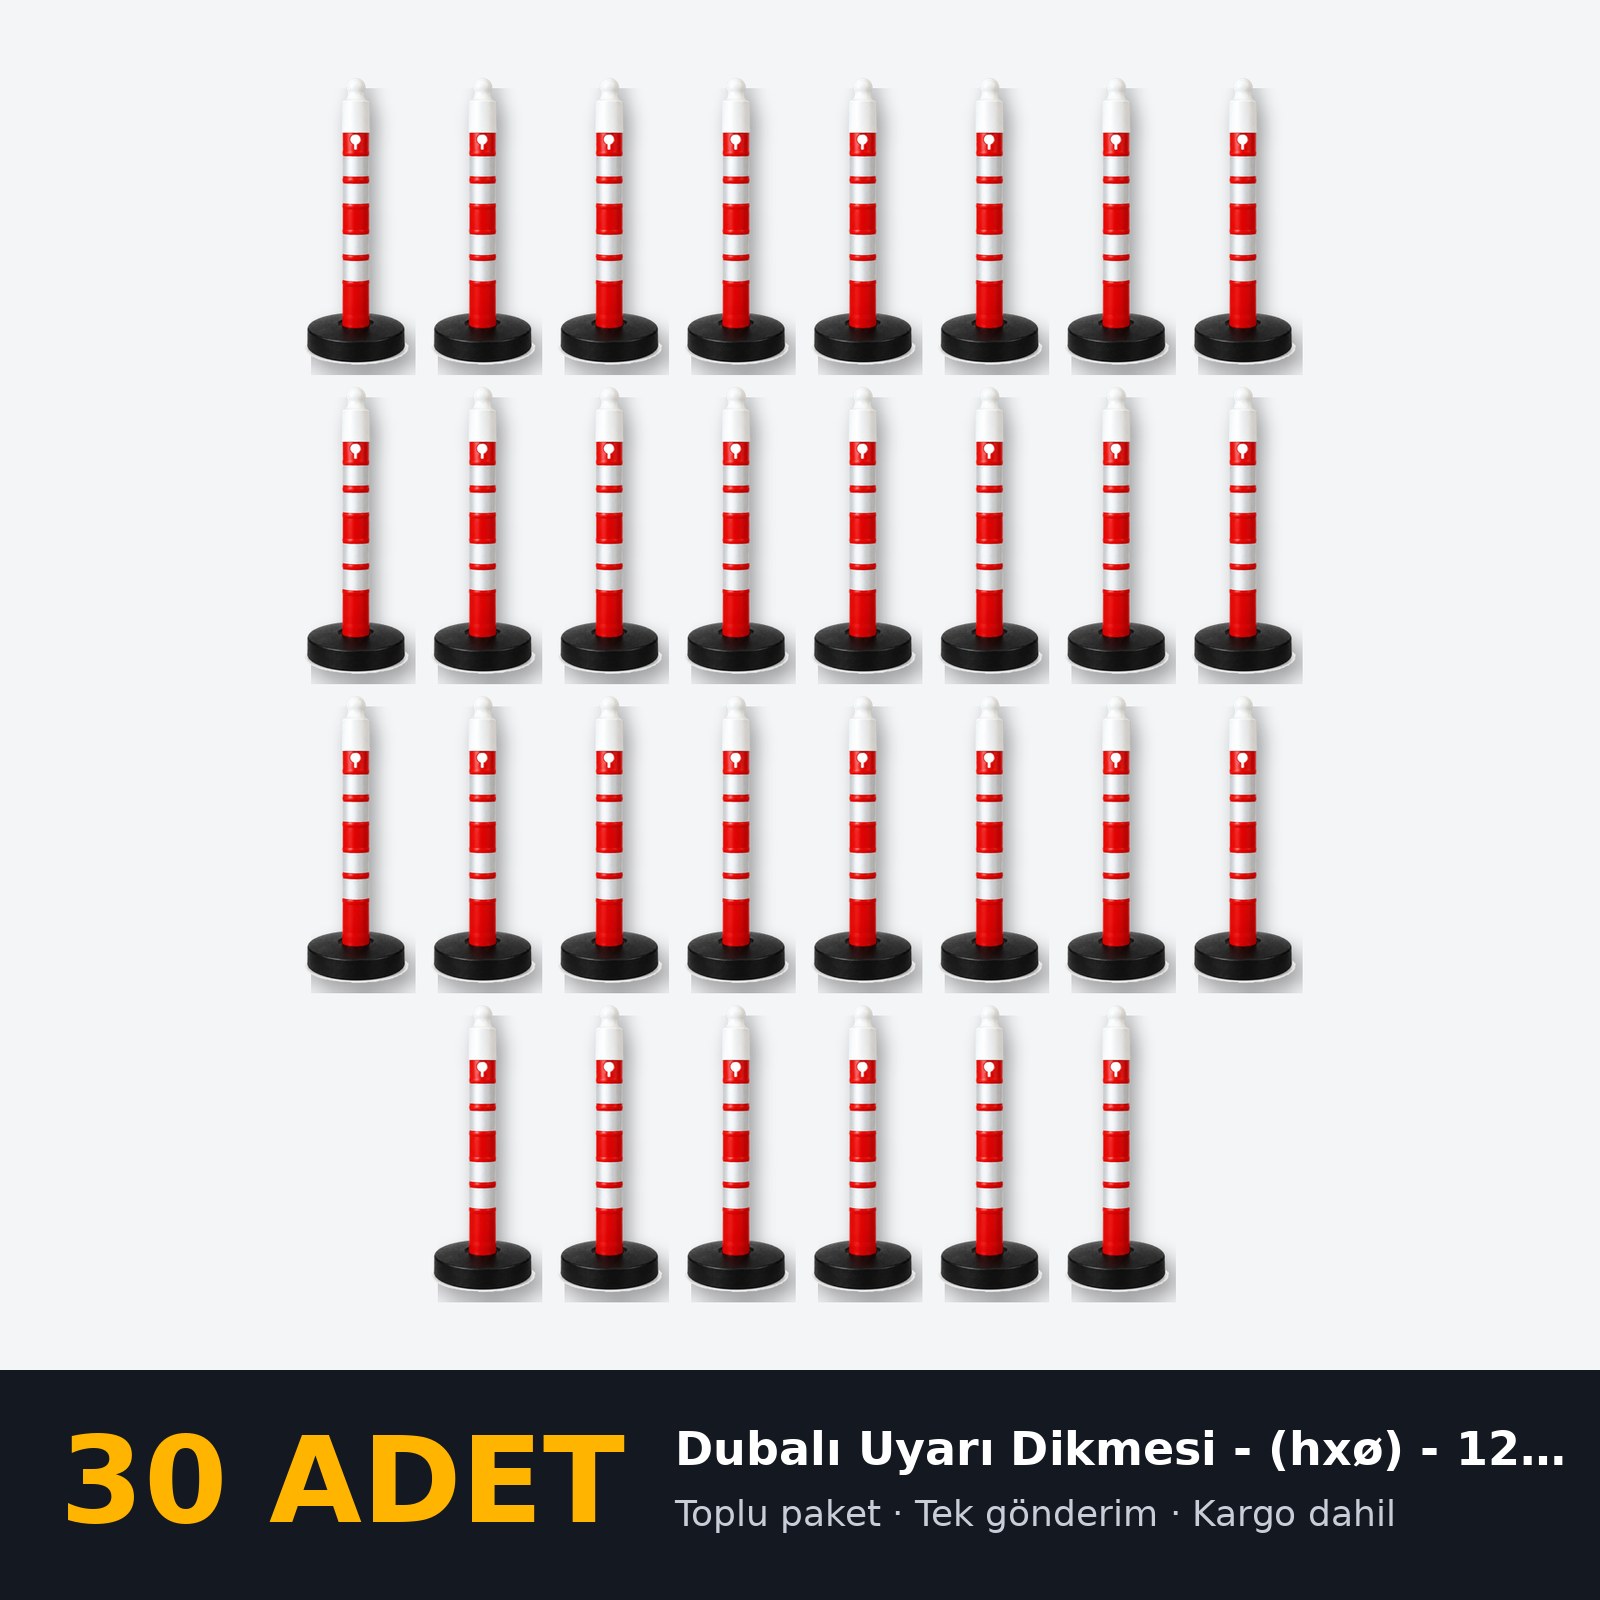 30 ADET
Dubalı Uyarı Dikmesi - (hxø) - 12…
Toplu paket · Tek gönderim · Kargo dahil